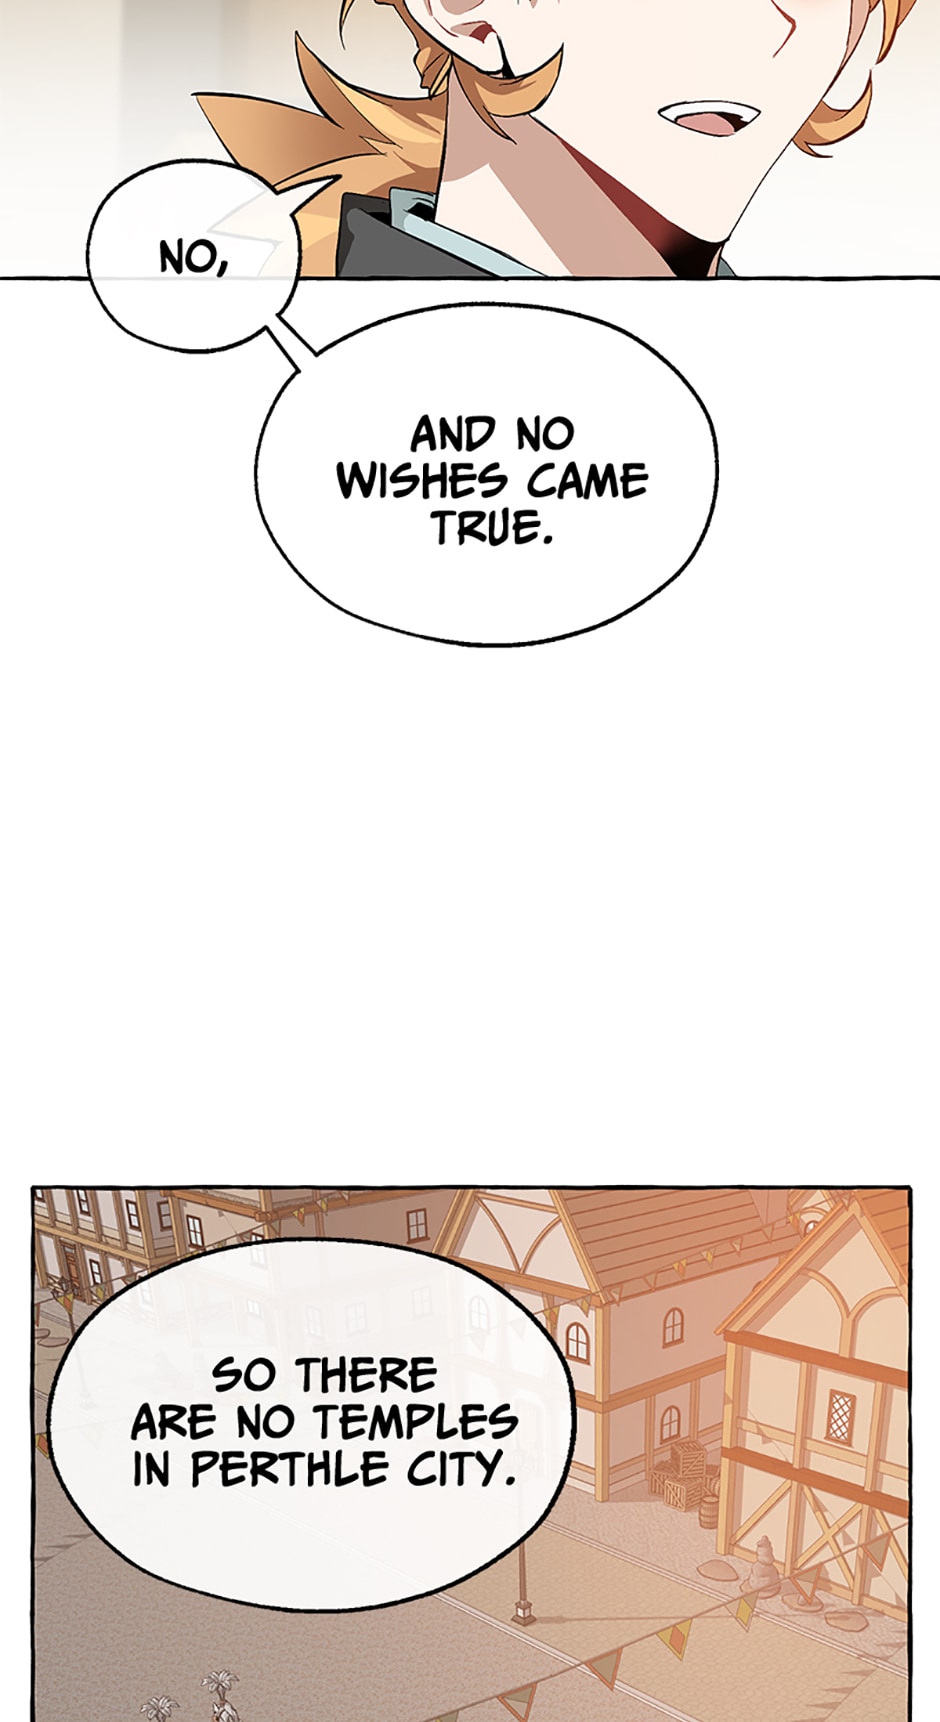 NO,
AND NO
WISHES CAME
TRUE.
SO THERE
ARE NO TEMPLES
IN PERTHLE CITY.